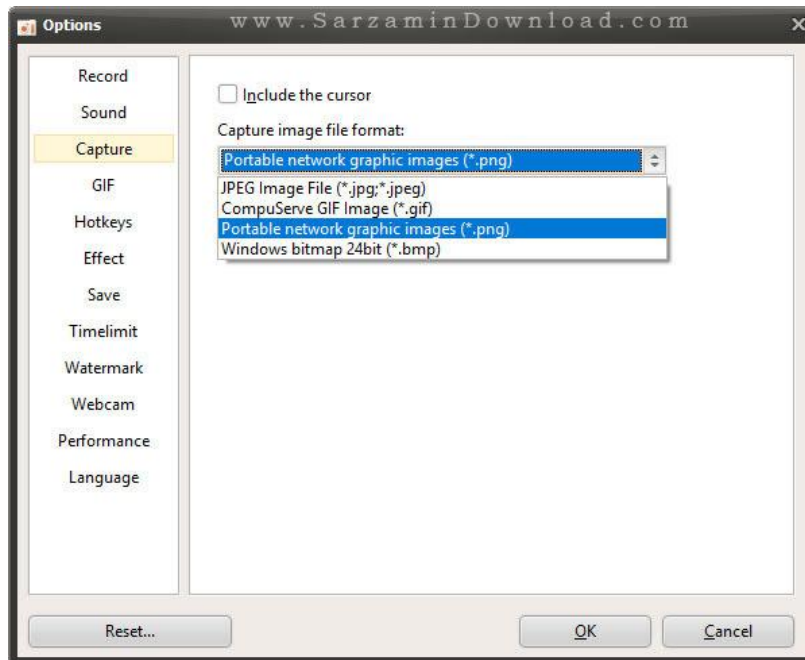 Options
www.SarzaminDownload.com
Record
Sound
Capture
GIF
Hotkeys
Effect
Save
Timelimit
Watermark
Webcam
Performance
Language
Include the cursor
Capture image file format:
Portable network graphic images (*.png)
JPEG Image File (*.jpg;*.jpeg)
CompuServe GIF Image (*.gif)
Portable network graphic images (*.png)
Windows bitmap 24bit (*.bmp)
Reset...
OK
Cancel